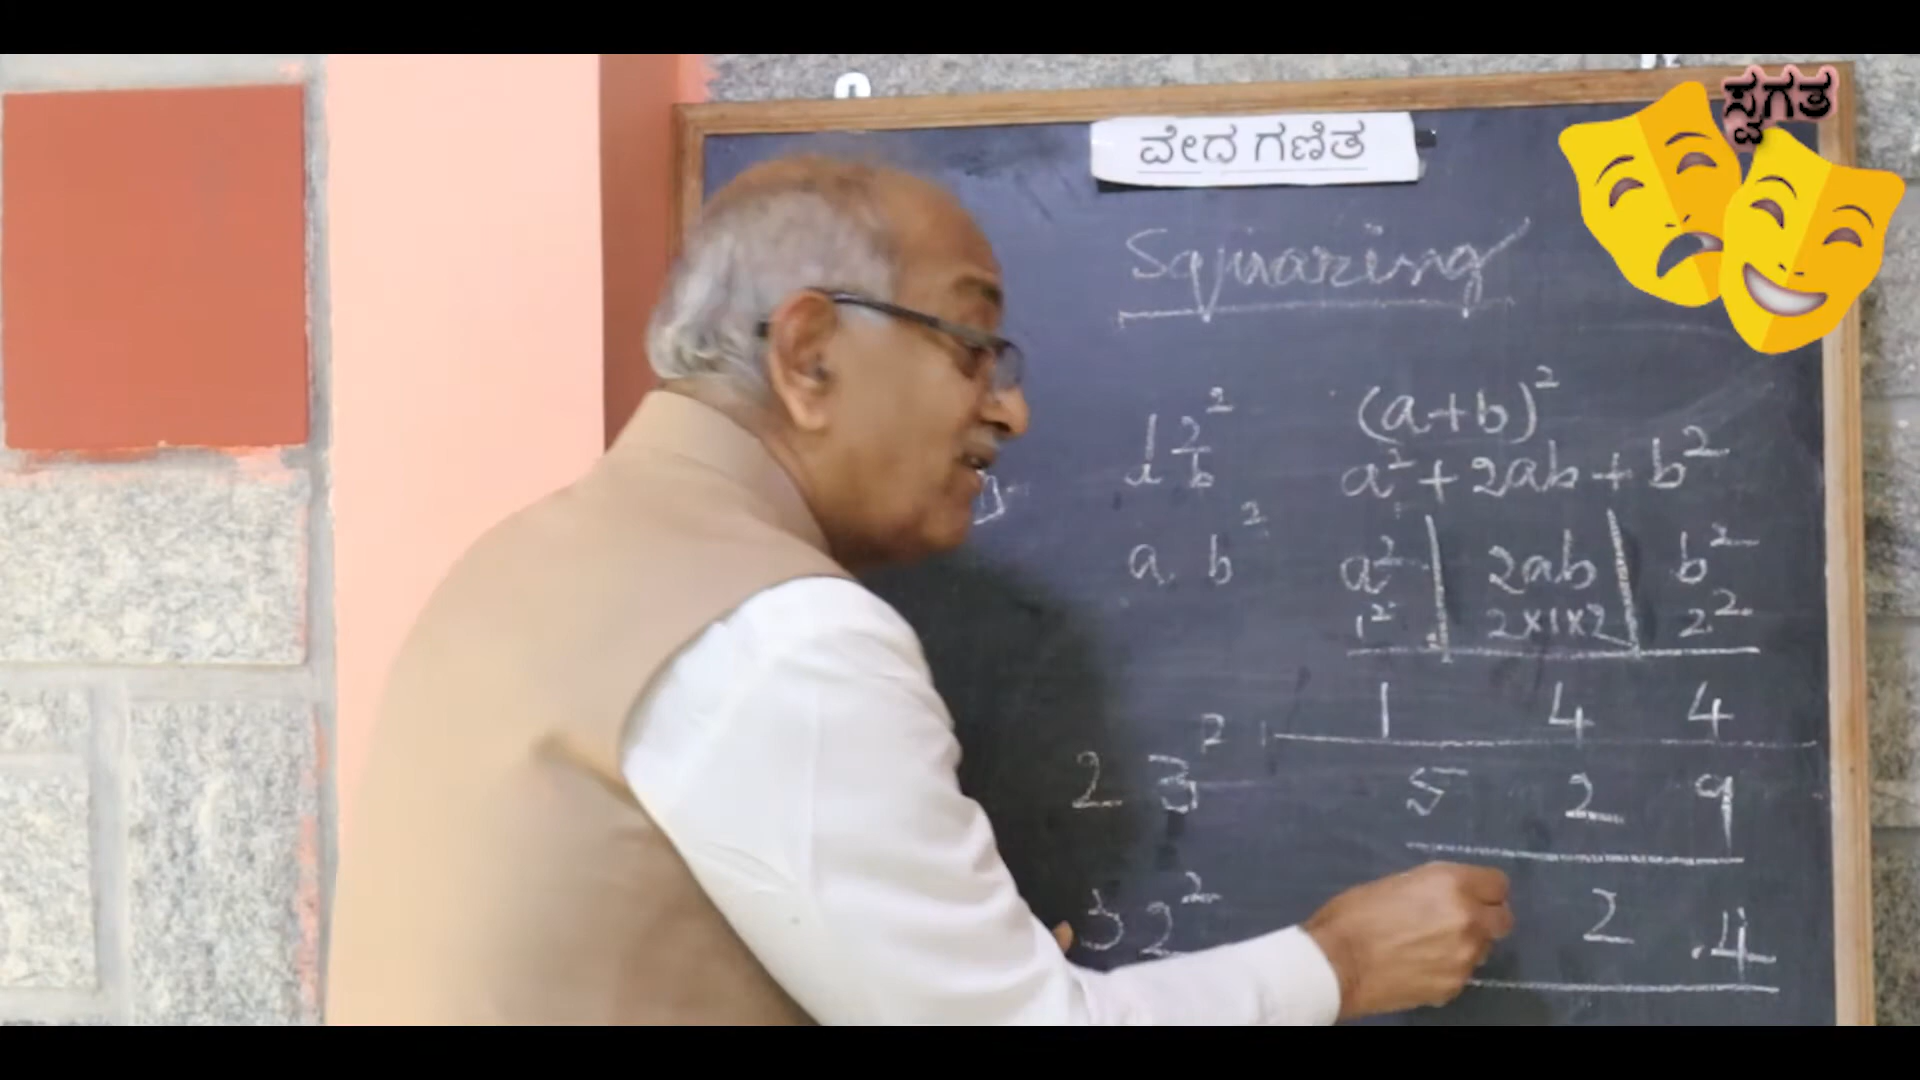 ಸ್ವಗತ
ವೇದ ಗಣಿತ
Squaring
12² (a+b)²
a b a²+2ab+b²
a b² a² | 2ab | b²
1² | 2×1×2 | 2²
1 4 4
23² 5 2 9
32² 2 .4